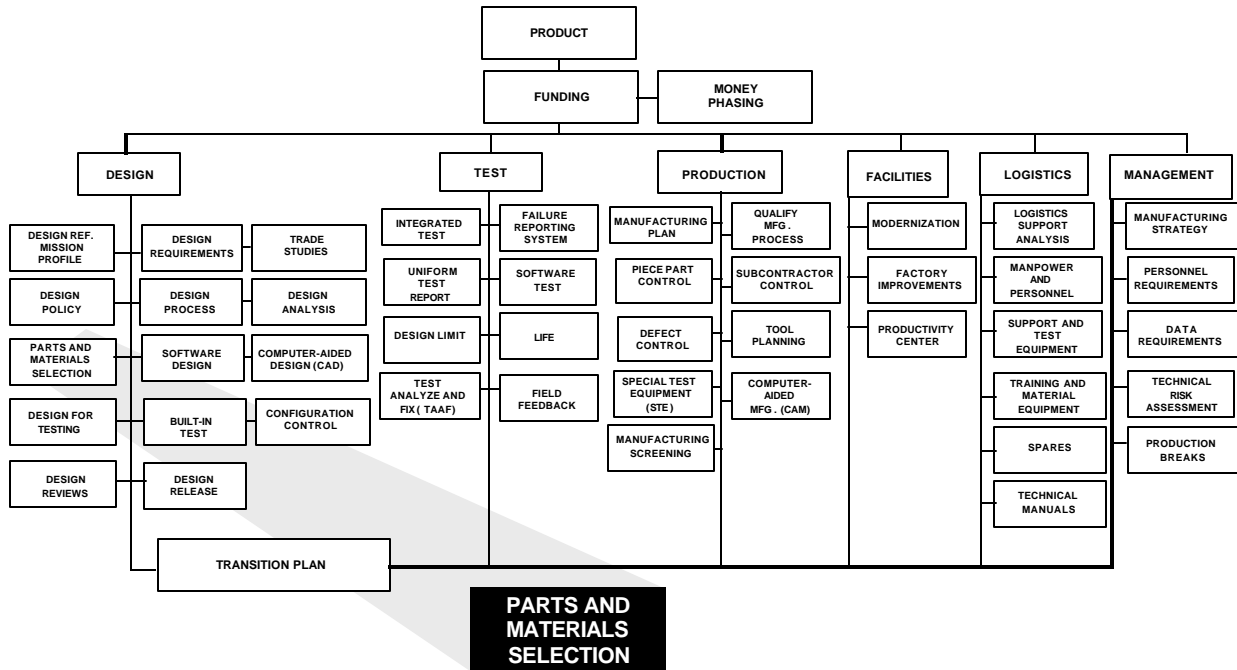 PRODUCT
FUNDING
MONEY
PHASING
DESIGN
TEST
PRODUCTION
FACILITIES
LOGISTICS
MANAGEMENT
DESIGN REF.
MISSION
PROFILE
DESIGN
REQUIREMENTS
TRADE
STUDIES
DESIGN
POLICY
DESIGN
PROCESS
DESIGN
ANALYSIS
PARTS AND
MATERIALS
SELECTION
SOFTWARE
DESIGN
COMPUTER-AIDED
DESIGN (CAD)
DESIGN FOR
TESTING
BUILT-IN
TEST
CONFIGURATION
CONTROL
DESIGN
REVIEWS
DESIGN
RELEASE
INTEGRATED
TEST
FAILURE
REPORTING
SYSTEM
UNIFORM
TEST
REPORT
SOFTWARE
TEST
DESIGN LIMIT
LIFE
TEST
ANALYZE AND
FIX ( TAAF)
FIELD
FEEDBACK
MANUFACTURING
PLAN
QUALIFY
MFG .
PROCESS
PIECE PART
CONTROL
SUBCONTRACTOR
CONTROL
DEFECT
CONTROL
TOOL
PLANNING
SPECIAL TEST
EQUIPMENT
(STE)
COMPUTER-
AIDED
MFG . (CAM)
MANUFACTURING
SCREENING
MODERNIZATION
FACTORY
IMPROVEMENTS
PRODUCTIVITY
CENTER
LOGISTICS
SUPPORT
ANALYSIS
MANPOWER
AND
PERSONNEL
SUPPORT AND
TEST
EQUIPMENT
TRAINING AND
MATERIAL
EQUIPMENT
SPARES
TECHNICAL
MANUALS
MANUFACTURING
STRATEGY
PERSONNEL
REQUIREMENTS
DATA
REQUIREMENTS
TECHNICAL
RISK
ASSESSMENT
PRODUCTION
BREAKS
TRANSITION PLAN
PARTS AND
MATERIALS
SELECTION